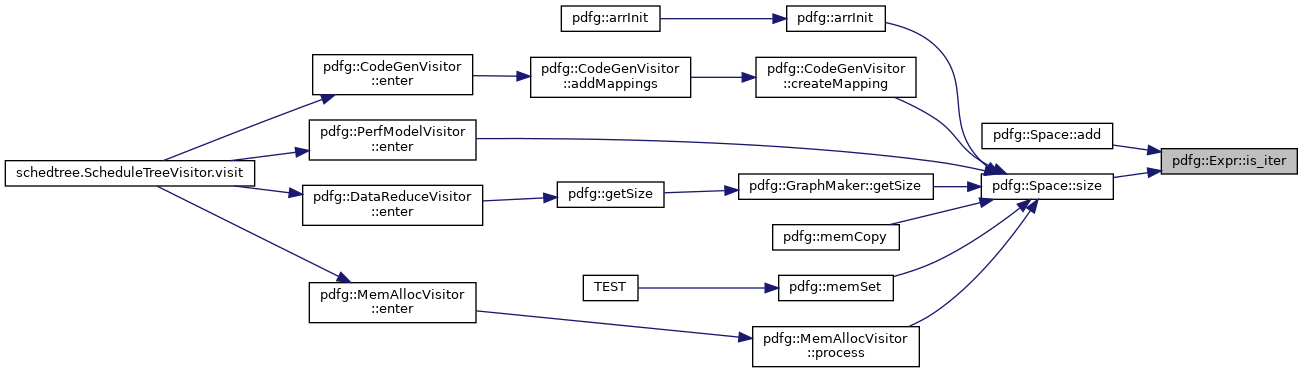 pdfg::arrInit
pdfg::arrInit
pdfg::CodeGenVisitor
::enter
pdfg::CodeGenVisitor
::addMappings
pdfg::CodeGenVisitor
::createMapping
pdfg::PerfModelVisitor
::enter
pdfg::Space::add
pdfg::Expr::is_iter
schedtree.ScheduleTreeVisitor.visit
pdfg::DataReduceVisitor
::enter
pdfg::getSize
pdfg::GraphMaker::getSize
pdfg::Space::size
pdfg::memCopy
TEST
pdfg::memSet
pdfg::MemAllocVisitor
::enter
pdfg::MemAllocVisitor
::process